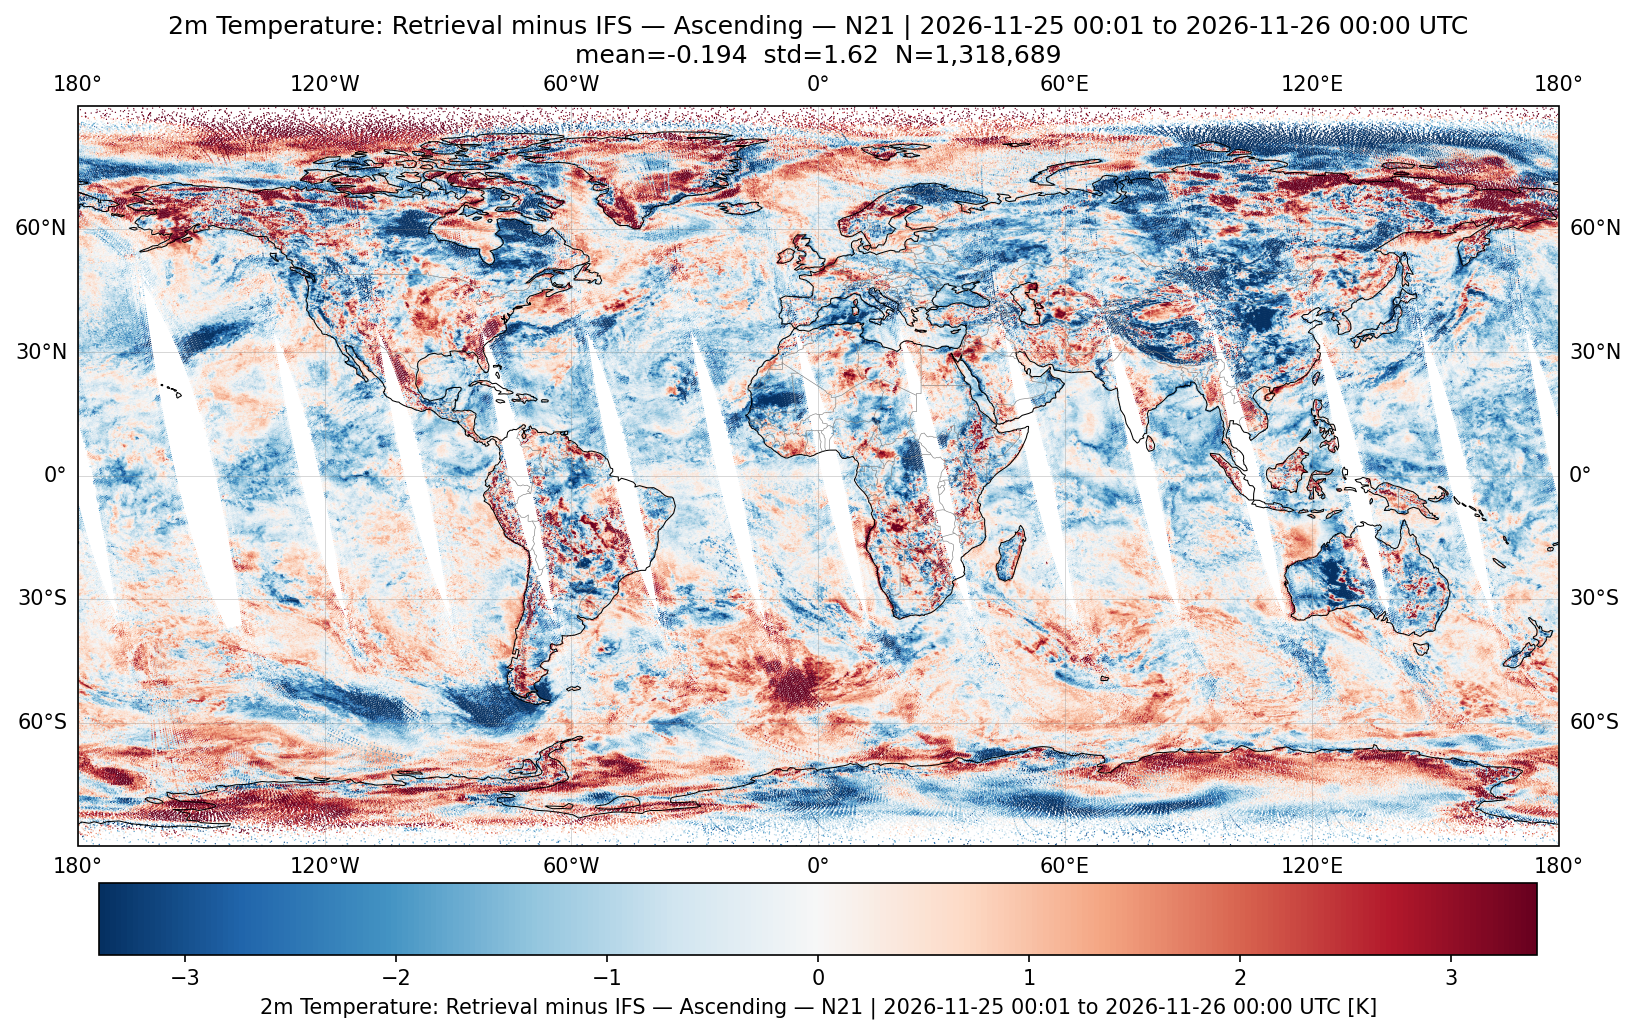 2m Temperature: Retrieval minus IFS — Ascending — N21 | 2026-11-25 00:01 to 2026-11-26 00:00 UTC
mean=-0.194  std=1.62  N=1,318,689
180° 120°W 60°W 0° 60°E 120°E 180°
60°N 60°N
30°N 30°N
0° 0°
30°S 30°S
60°S 60°S
180° 120°W 60°W 0° 60°E 120°E 180°
−3 −2 −1 0 1 2 3
2m Temperature: Retrieval minus IFS — Ascending — N21 | 2026-11-25 00:01 to 2026-11-26 00:00 UTC [K]